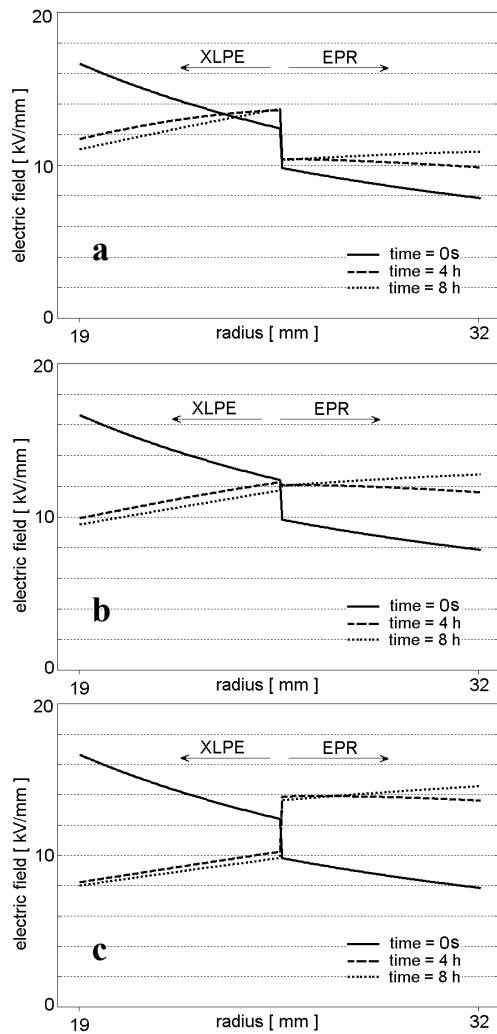 20
XLPE EPR
10
electric field [ kV/mm ]
a
time = 0s
time = 4 h
time = 8 h
0
19 radius [ mm ] 32
20
XLPE EPR
10
electric field [ kV/mm ]
b
time = 0s
time = 4 h
time = 8 h
0
19 radius [ mm ] 32
20
XLPE EPR
10
electric field [ kV/mm ]
c
time = 0s
time = 4 h
time = 8 h
0
19 radius [ mm ] 32